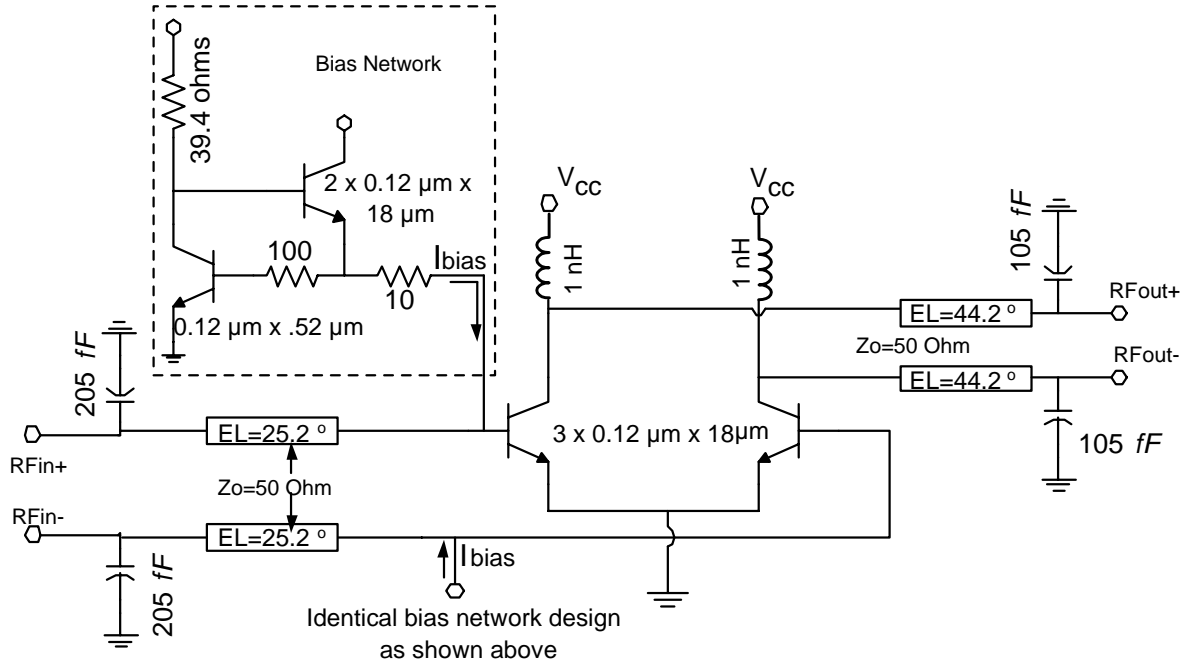 Bias Network
39.4 ohms
2 x 0.12 µm x
18 µm
100
10
Ibias
0.12 µm x .52 µm
VCC
VCC
1 nH
1 nH
105 fF
EL=44.2 o
RFout+
Zo=50 Ohm
EL=44.2 o
RFout-
105 fF
205 fF
EL=25.2 o
RFin+
3 x 0.12 µm x 18µm
Zo=50 Ohm
RFin-
EL=25.2 o
205 fF
Ibias
Identical bias network design
as shown above